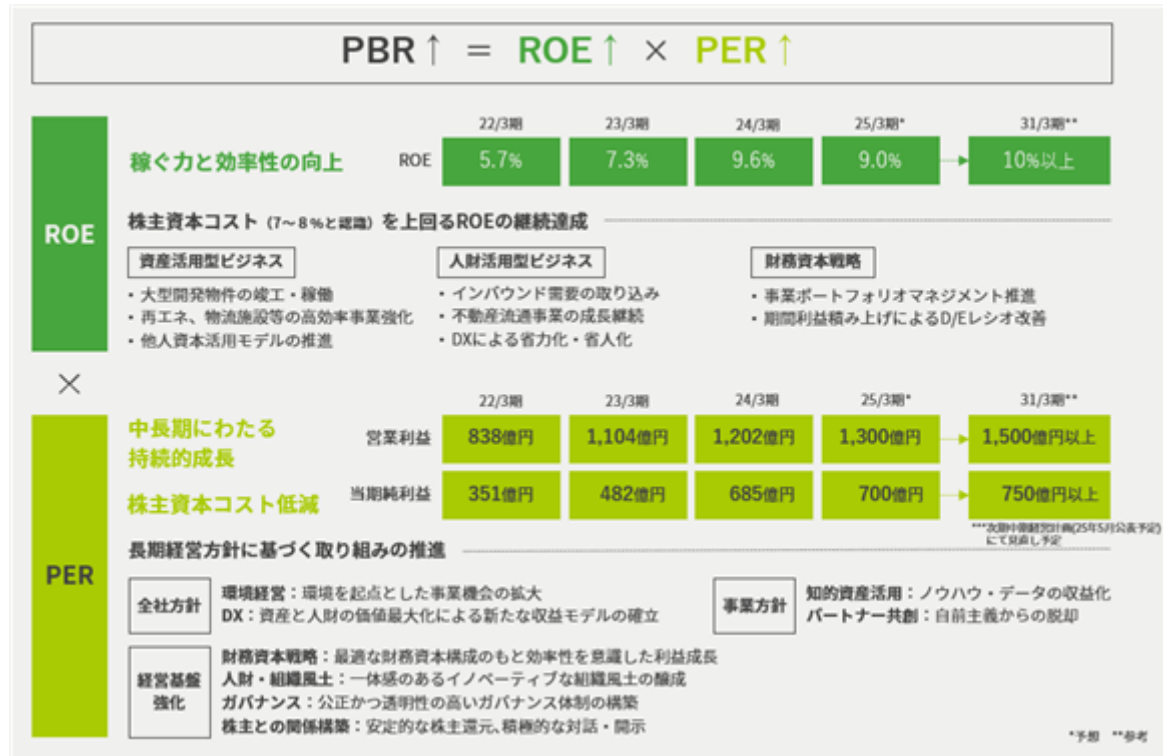 PBR↑ = ROE↑ × PER↑
ROE
稼ぐ力と効率性の向上
22/3期 23/3期 24/3期 25/3期* 31/3期**
ROE 5.7% 7.3% 9.6% 9.0% 10%以上
株主資本コスト(7～8%と認識)を上回るROEの継続達成
資産活用型ビジネス
・大型開発物件の竣工・稼働
・再エネ、物流施設等の高効率事業強化
・他人資本活用モデルの推進
人財活用型ビジネス
・インバウンド需要の取り込み
・不動産流通事業の成長継続
・DXによる省力化・省人化
財務資本戦略
・事業ポートフォリオマネジメント推進
・期間利益積み上げによるD/Eレシオ改善
×
PER
中長期にわたる
持続的成長
株主資本コスト低減
22/3期 23/3期 24/3期 25/3期* 31/3期**
営業利益 838億円 1,104億円 1,202億円 1,300億円 1,500億円以上
当期純利益 351億円 482億円 685億円 700億円 750億円以上
***次期中期経営計画(25年5月公表予定)
にて見直し予定
長期経営方針に基づく取り組みの推進
全社方針
環境経営：環境を起点とした事業機会の拡大
DX：資産と人財の価値最大化による新たな収益モデルの確立
事業方針
知的資産活用：ノウハウ・データの収益化
パートナー共創：自前主義からの脱却
経営基盤
強化
財務資本戦略：最適な財務資本構成のもと効率性を意識した利益成長
人財・組織風土：一体感のあるイノベーティブな組織風土の醸成
ガバナンス：公正かつ透明性の高いガバナンス体制の構築
株主との関係構築：安定的な株主還元、積極的な対話・開示
*予想 **参考